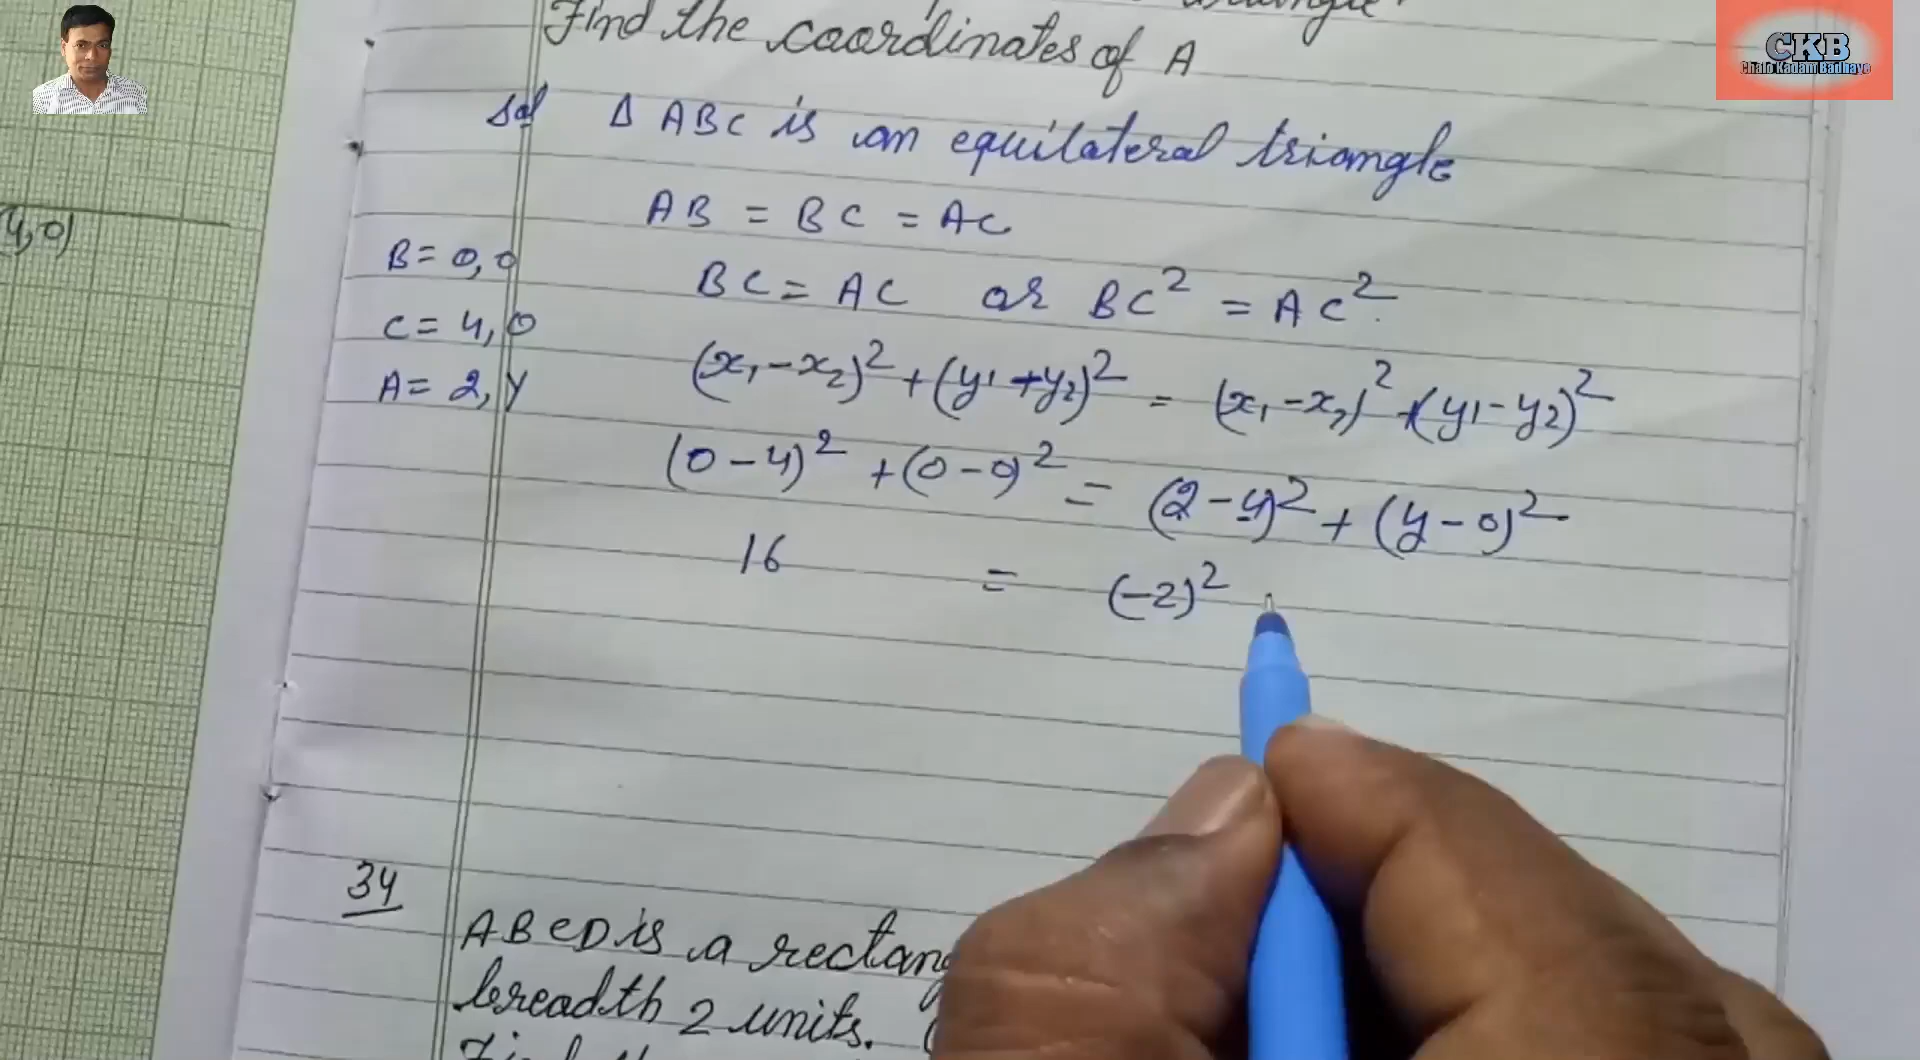 Find the coordinates of A
CKB
Chalo Kadam Badhaye
Sol Δ ABC is an equilateral triangle
AB = BC = AC
(4,0)
B= 0,0
BC = AC or BC² = AC².
C= 4,0
(x₁-x₂)²+(y₁+y₂)² = (x₁-x₂)²+(y₁-y₂)²
A= 2,y
(0-4)² +(0-0)² = (2-4)²+(y-0)²
16 = (-2)²
34
ABCD is a
breadth 2 units.